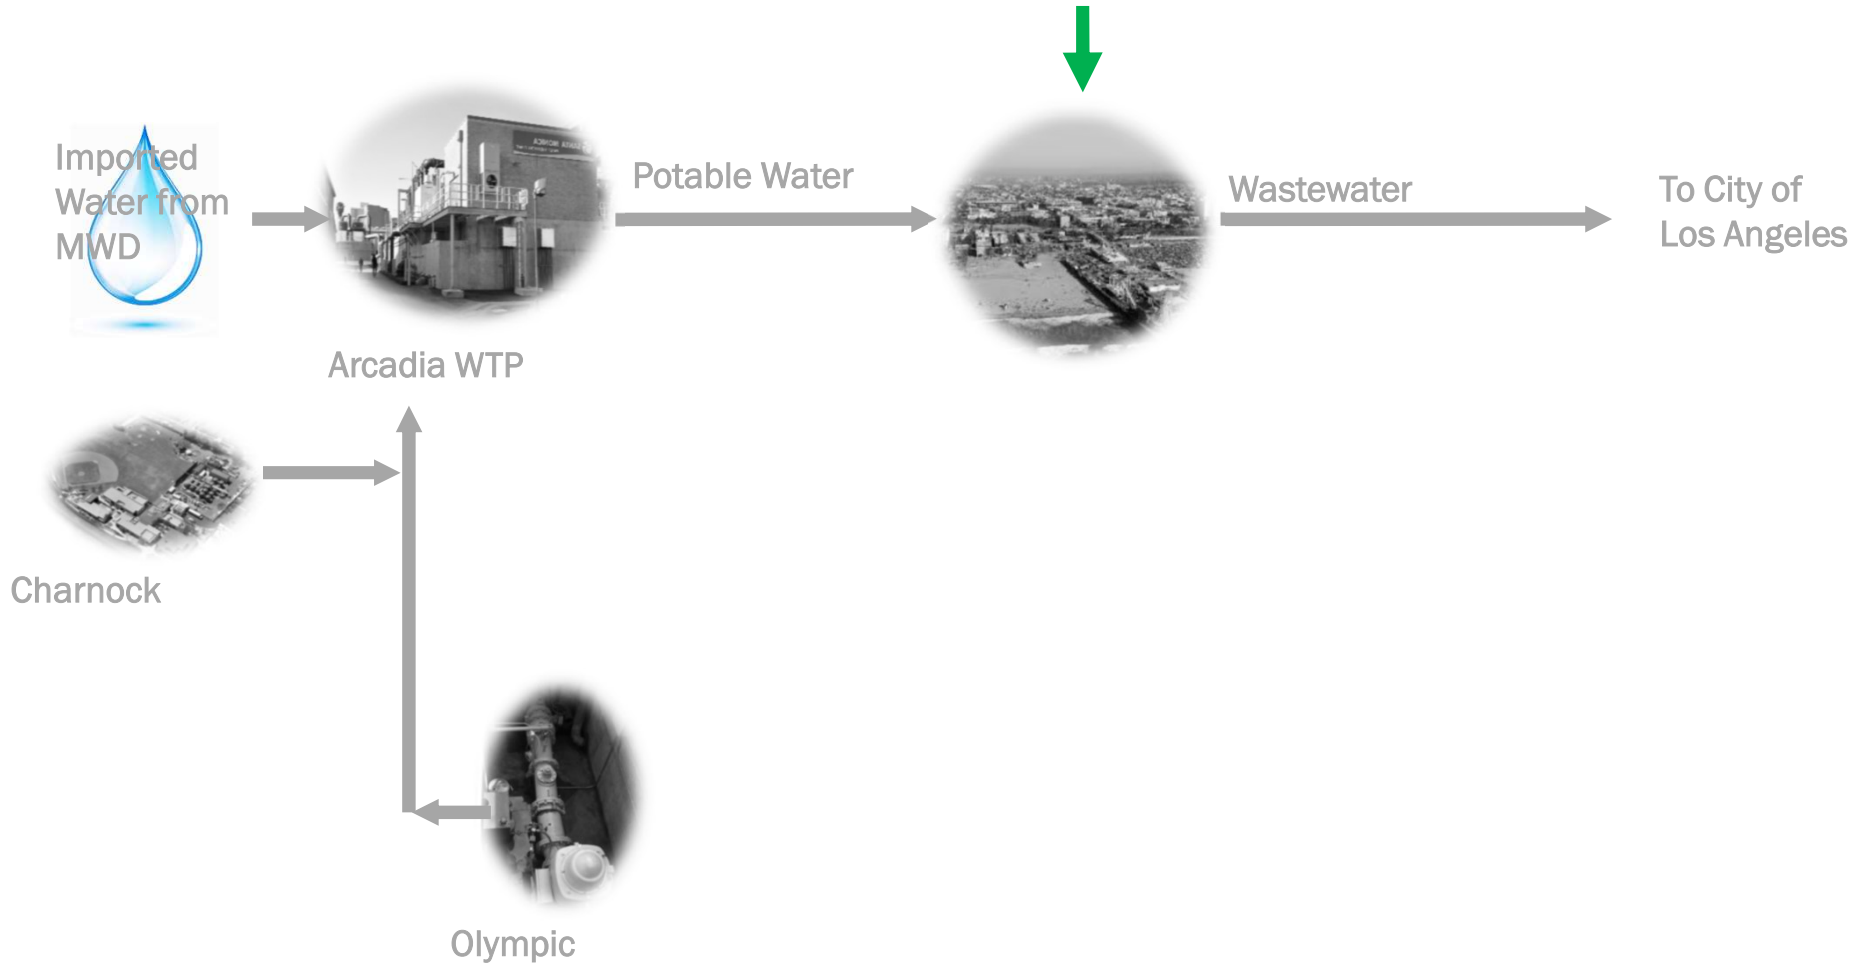 Imported
Water from
MWD
Potable Water
Wastewater
To City of
Los Angeles
Arcadia WTP
Charnock
Olympic